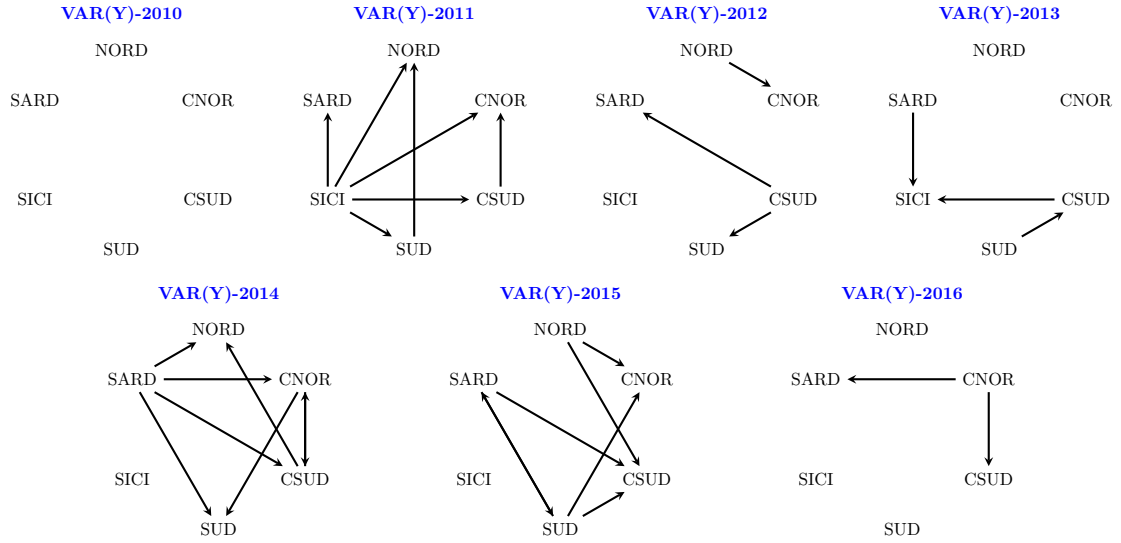 VAR(Y)-2010
NORD
SARD CNOR
SICI CSUD
SUD
VAR(Y)-2011
NORD
SARD CNOR
SICI CSUD
SUD
VAR(Y)-2012
NORD
SARD CNOR
SICI CSUD
SUD
VAR(Y)-2013
NORD
SARD CNOR
SICI CSUD
SUD
VAR(Y)-2014
NORD
SARD CNOR
SICI CSUD
SUD
VAR(Y)-2015
NORD
SARD CNOR
SICI CSUD
SUD
VAR(Y)-2016
NORD
SARD CNOR
SICI CSUD
SUD